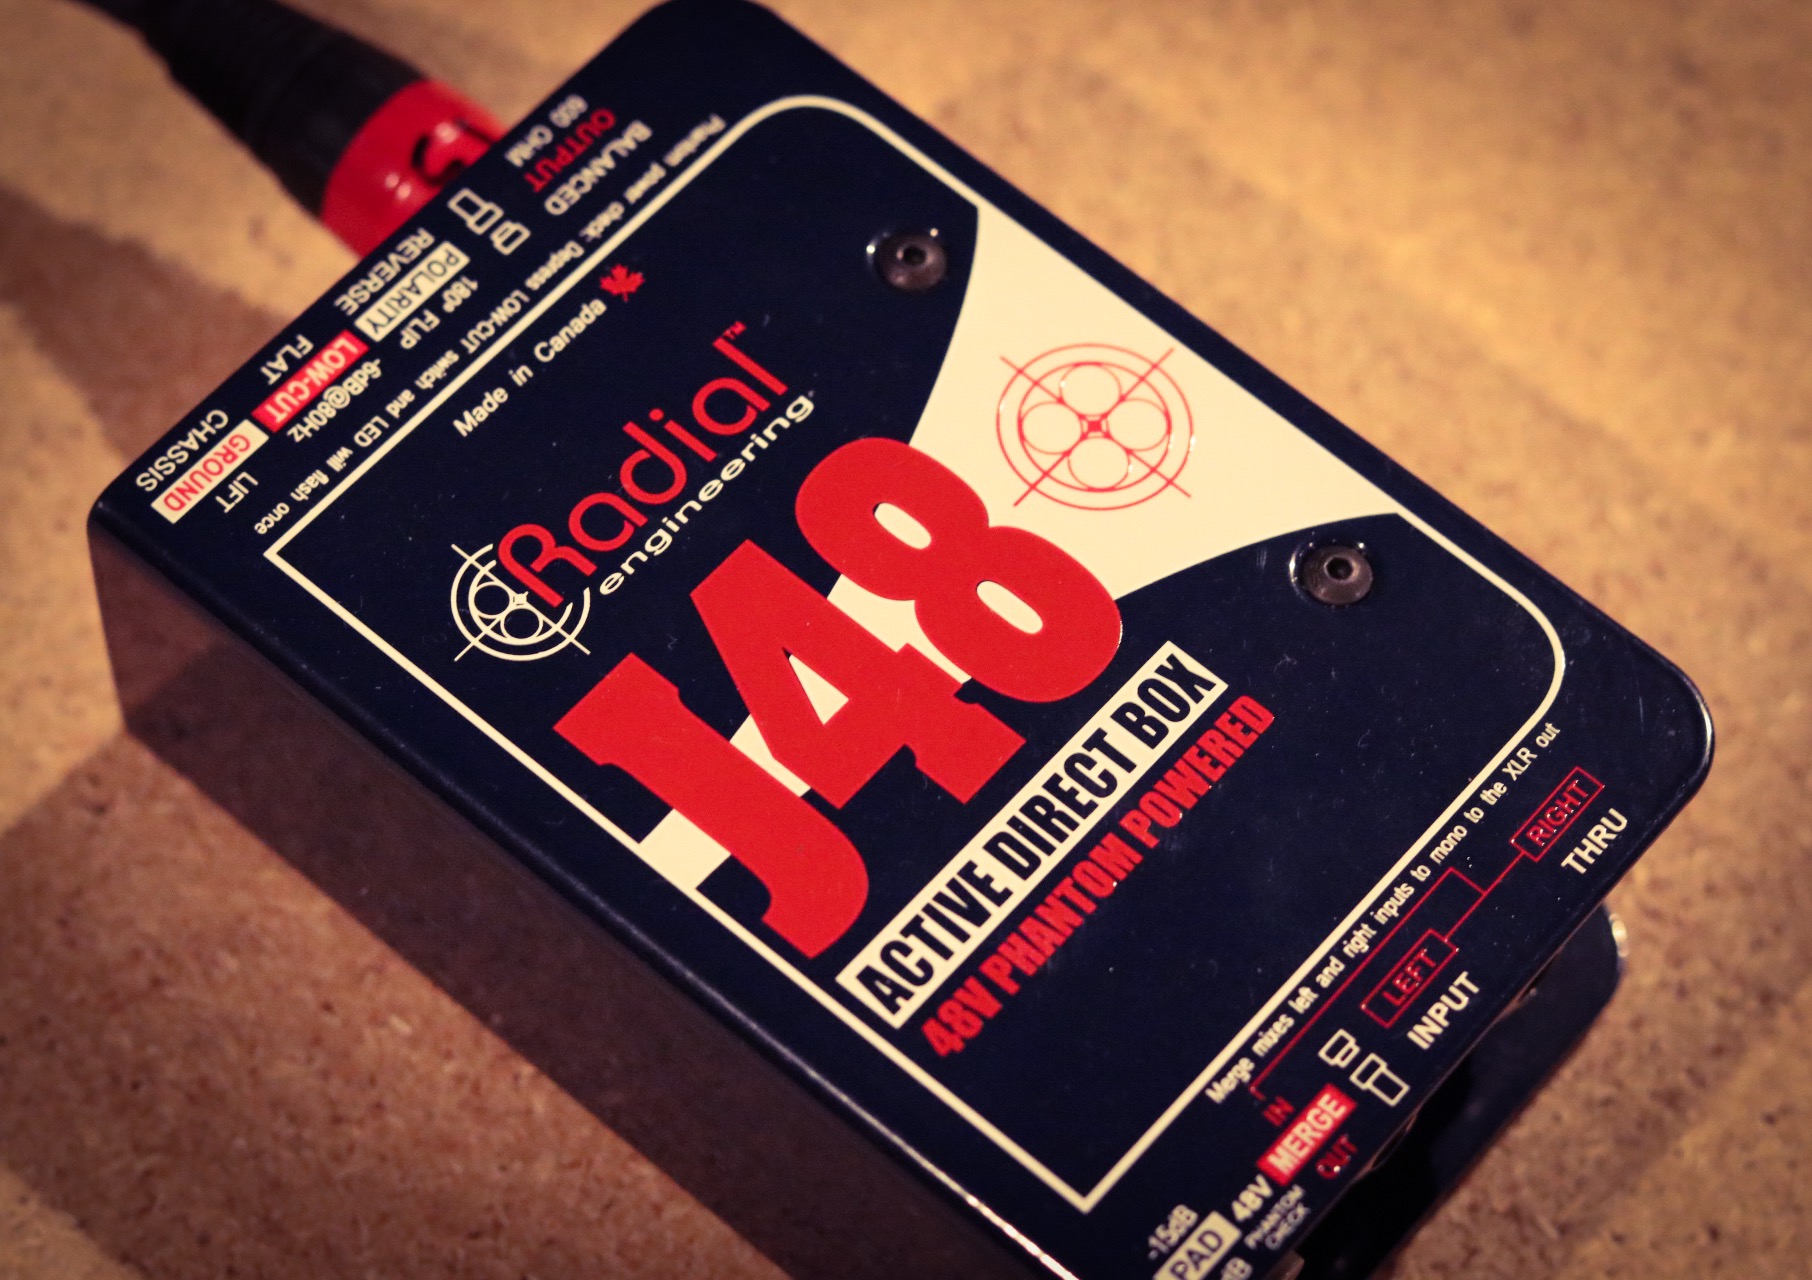 600 OHM
OUTPUT
BALANCED
REVERSE
POLARITY
180° FLIP
FLAT
LOW-CUT
-6dB@80Hz
CHASSIS
GROUND
LIFT
Phantom power check: Depress LOW-CUT switch and LED will flash once
Made in Canada
Radial™
engineering
J48
ACTIVE DIRECT BOX
48V PHANTOM POWERED
Merge mixes left and right inputs to mono to the XLR out
RIGHT
THRU
LEFT
INPUT
IN
MERGE
OUT
48V
PHANTOM
CHECK
-15dB
PAD
dB